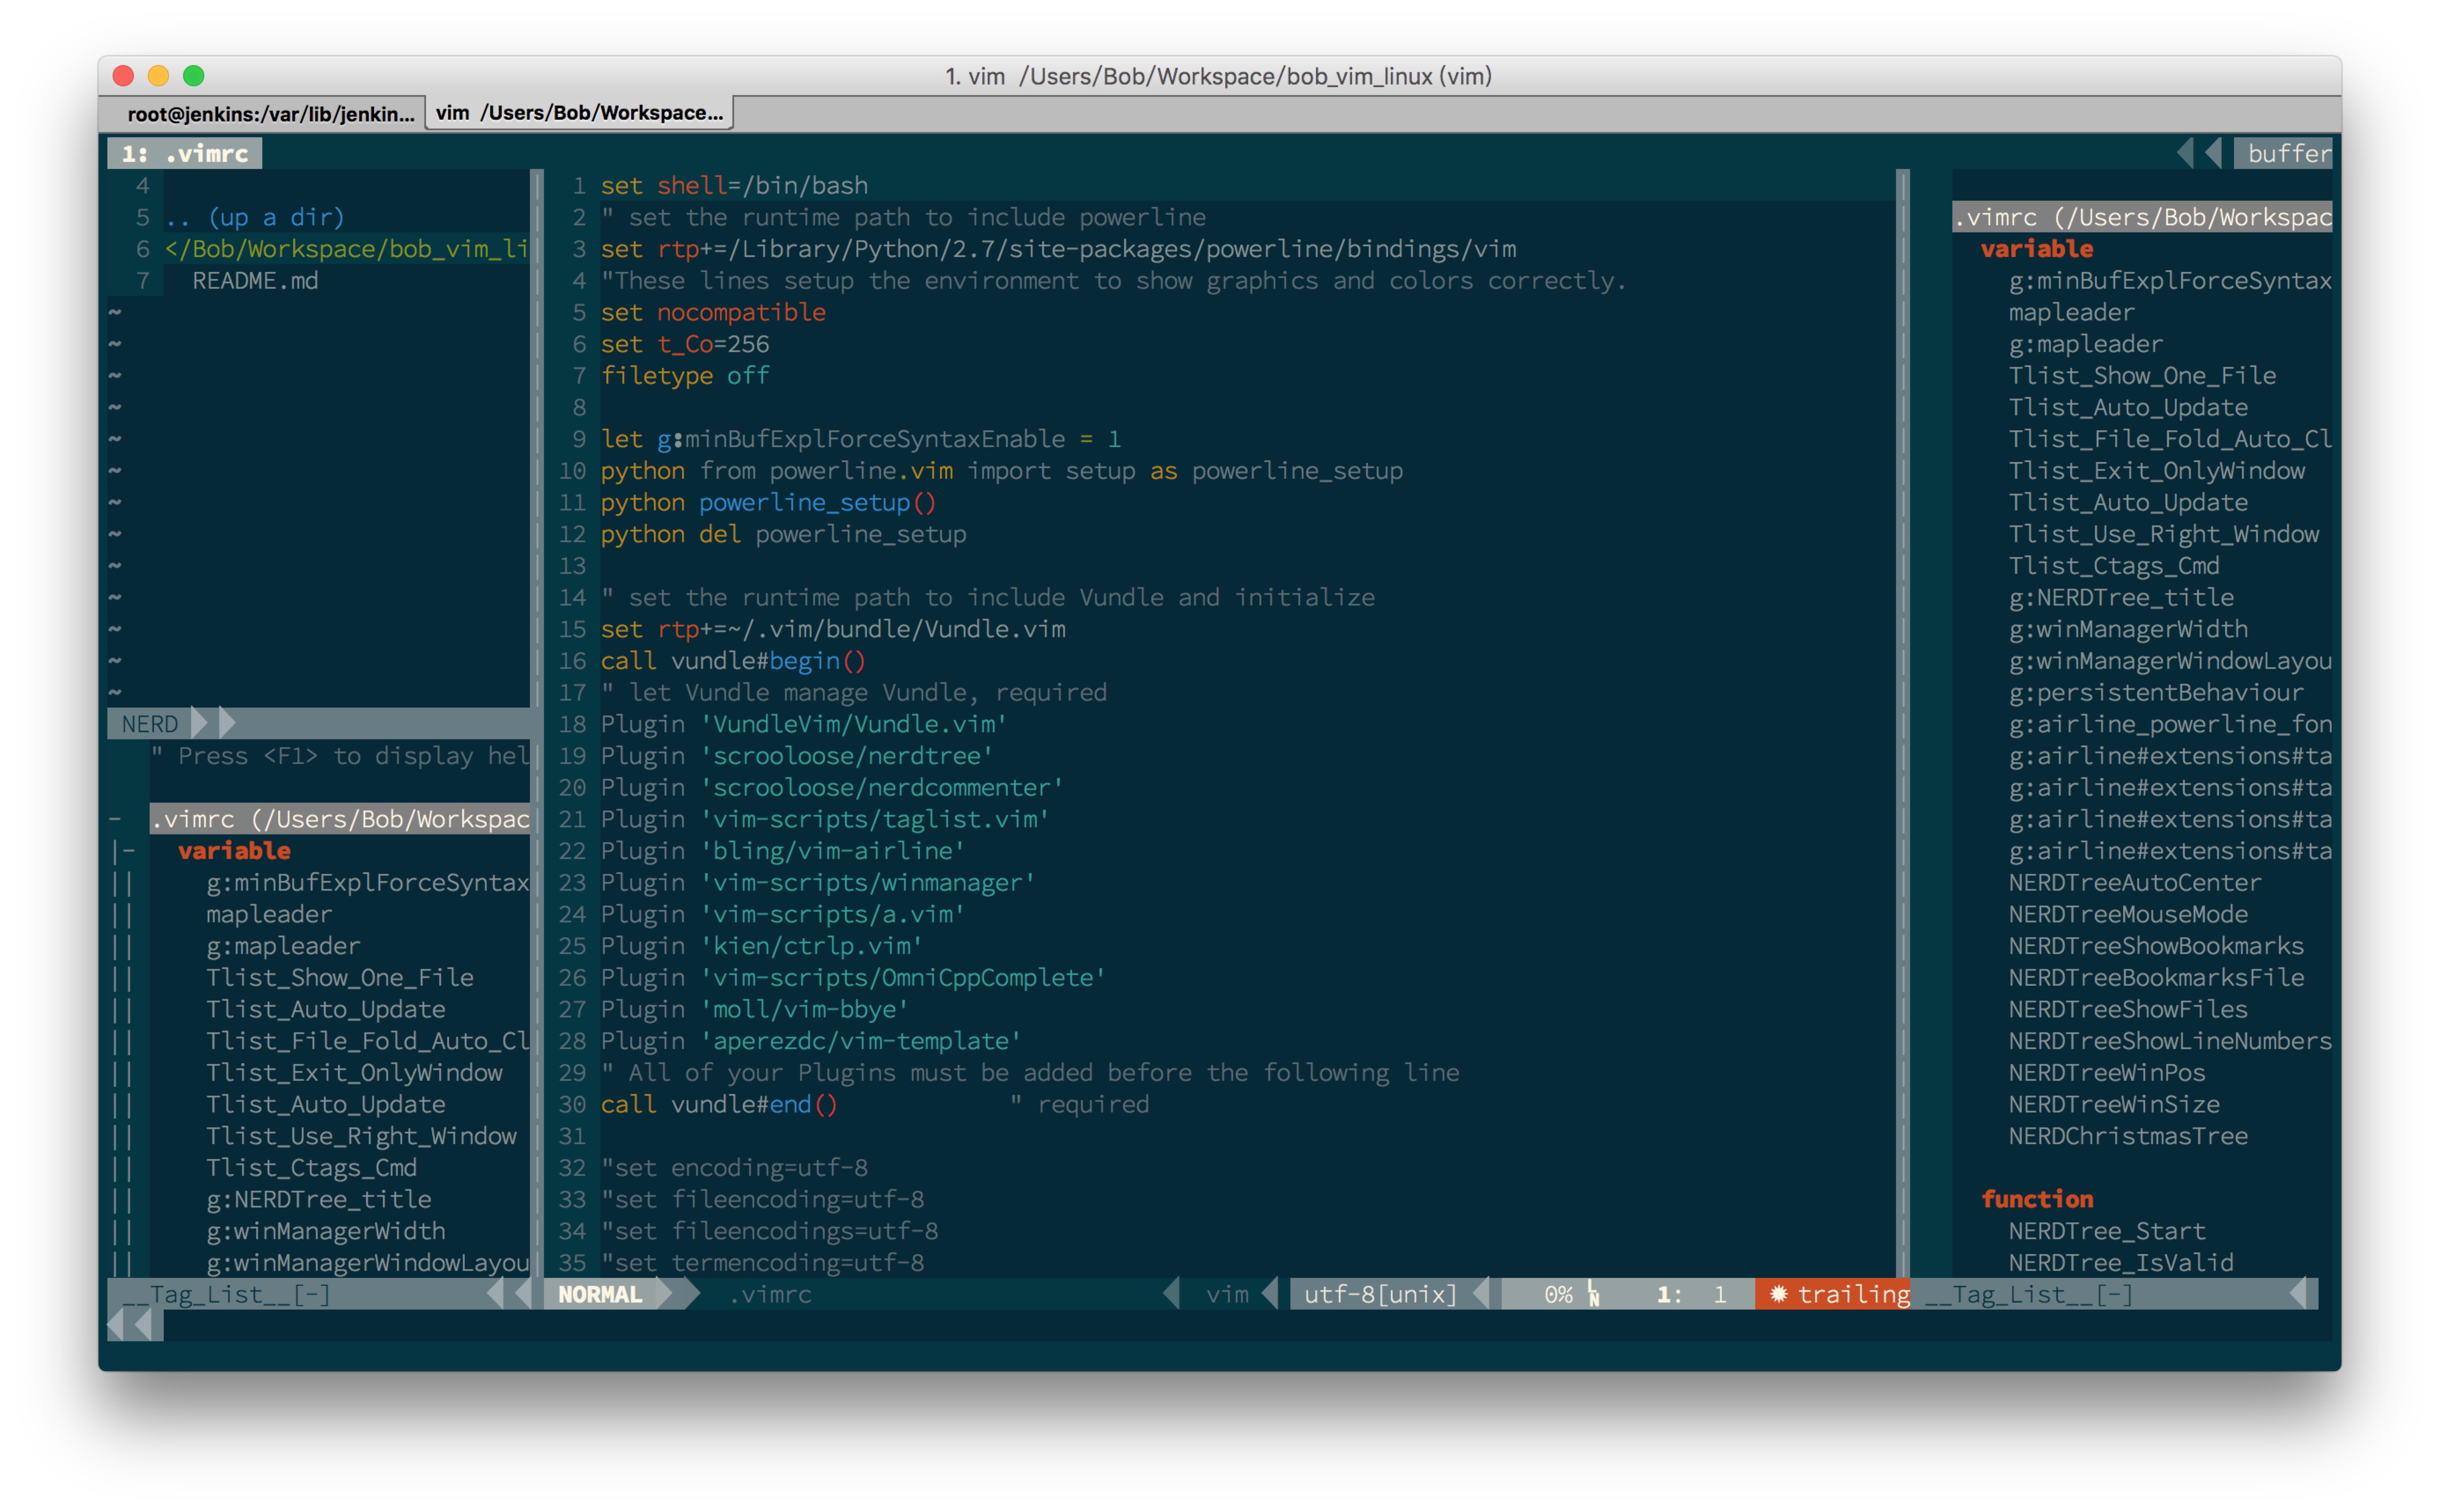 1. vim  /Users/Bob/Workspace/bob_vim_linux (vim)
root@jenkins:/var/lib/jenkin...
vim  /Users/Bob/Workspace...
1: .vimrc
buffer
4
5 .. (up a dir)
6 </Bob/Workspace/bob_vim_li
7   README.md
~
~
~
~
~
~
~
~
~
~
~
~
~
NERD
" Press <F1> to display hel
- .vimrc (/Users/Bob/Workspac
|- variable
|| g:minBufExplForceSyntax
|| mapleader
|| g:mapleader
|| Tlist_Show_One_File
|| Tlist_Auto_Update
|| Tlist_File_Fold_Auto_Cl
|| Tlist_Exit_OnlyWindow
|| Tlist_Auto_Update
|| Tlist_Use_Right_Window
|| Tlist_Ctags_Cmd
|| g:NERDTree_title
|| g:winManagerWidth
|| g:winManagerWindowLayou
__Tag_List__[-]
1 set shell=/bin/bash
2 " set the runtime path to include powerline
3 set rtp+=/Library/Python/2.7/site-packages/powerline/bindings/vim
4 "These lines setup the environment to show graphics and colors correctly.
5 set nocompatible
6 set t_Co=256
7 filetype off
8
9 let g:minBufExplForceSyntaxEnable = 1
10 python from powerline.vim import setup as powerline_setup
11 python powerline_setup()
12 python del powerline_setup
13
14 " set the runtime path to include Vundle and initialize
15 set rtp+=~/.vim/bundle/Vundle.vim
16 call vundle#begin()
17 " let Vundle manage Vundle, required
18 Plugin 'VundleVim/Vundle.vim'
19 Plugin 'scrooloose/nerdtree'
20 Plugin 'scrooloose/nerdcommenter'
21 Plugin 'vim-scripts/taglist.vim'
22 Plugin 'bling/vim-airline'
23 Plugin 'vim-scripts/winmanager'
24 Plugin 'vim-scripts/a.vim'
25 Plugin 'kien/ctrlp.vim'
26 Plugin 'vim-scripts/OmniCppComplete'
27 Plugin 'moll/vim-bbye'
28 Plugin 'aperezdc/vim-template'
29 " All of your Plugins must be added before the following line
30 call vundle#end()            " required
31
32 "set encoding=utf-8
33 "set fileencoding=utf-8
34 "set fileencodings=utf-8
35 "set termencoding=utf-8
NORMAL .vimrc vim utf-8[unix] 0% LN 1: 1 ✹ trailing
.vimrc (/Users/Bob/Workspac
variable
g:minBufExplForceSyntax
mapleader
g:mapleader
Tlist_Show_One_File
Tlist_Auto_Update
Tlist_File_Fold_Auto_Cl
Tlist_Exit_OnlyWindow
Tlist_Auto_Update
Tlist_Use_Right_Window
Tlist_Ctags_Cmd
g:NERDTree_title
g:winManagerWidth
g:winManagerWindowLayou
g:persistentBehaviour
g:airline_powerline_fon
g:airline#extensions#ta
g:airline#extensions#ta
g:airline#extensions#ta
g:airline#extensions#ta
NERDTreeAutoCenter
NERDTreeMouseMode
NERDTreeShowBookmarks
NERDTreeBookmarksFile
NERDTreeShowFiles
NERDTreeShowLineNumbers
NERDTreeWinPos
NERDTreeWinSize
NERDChristmasTree
function
NERDTree_Start
NERDTree_IsValid
__Tag_List__[-]